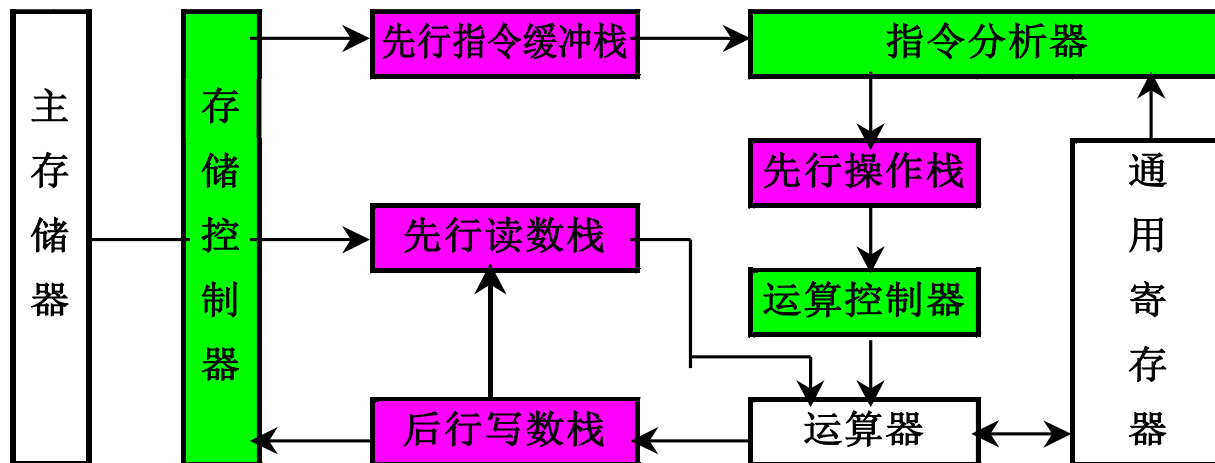 主存储器
存储控制器
先行指令缓冲栈
指令分析器
先行操作栈
通用寄存器
先行读数栈
运算控制器
后行写数栈
运算器